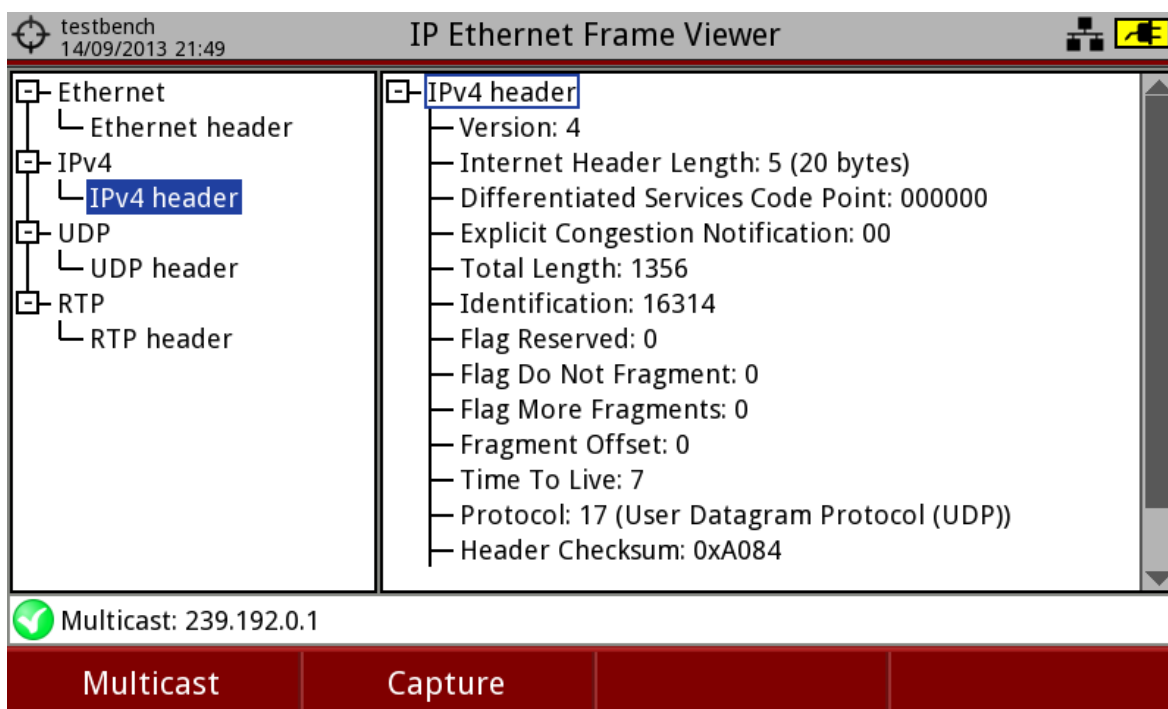 testbench
14/09/2013 21:49
IP Ethernet Frame Viewer
Ethernet
Ethernet header
IPv4
IPv4 header
UDP
UDP header
RTP
RTP header
IPv4 header
Version: 4
Internet Header Length: 5 (20 bytes)
Differentiated Services Code Point: 000000
Explicit Congestion Notification: 00
Total Length: 1356
Identification: 16314
Flag Reserved: 0
Flag Do Not Fragment: 0
Flag More Fragments: 0
Fragment Offset: 0
Time To Live: 7
Protocol: 17 (User Datagram Protocol (UDP))
Header Checksum: 0xA084
Multicast: 239.192.0.1
Multicast
Capture